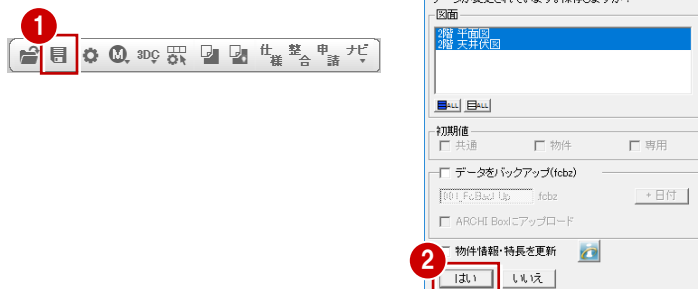 1
M 3DC 仕様 整合 申請 ナビ
データが変更されています。保存しますか?
図面
2階 平面図
2階 天井伏図
ALL ALL
初期値
共通 物件 専用
データをバックアップ(fcbz)
.fcbz +日付
ARCHI Boxにアップロード
物件情報・特長を更新
2
はい いいえ